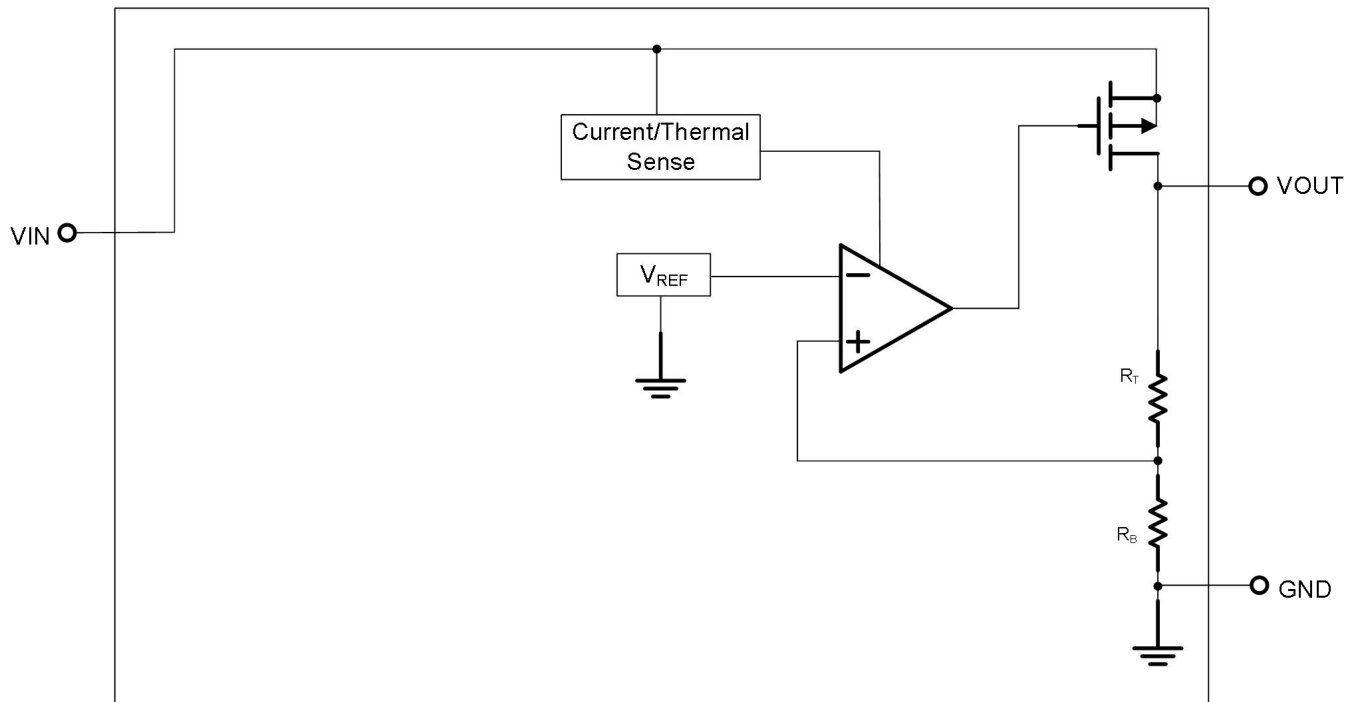 Current/Thermal
Sense
VOUT
VIN
VREF
−
+
RT
RB
GND